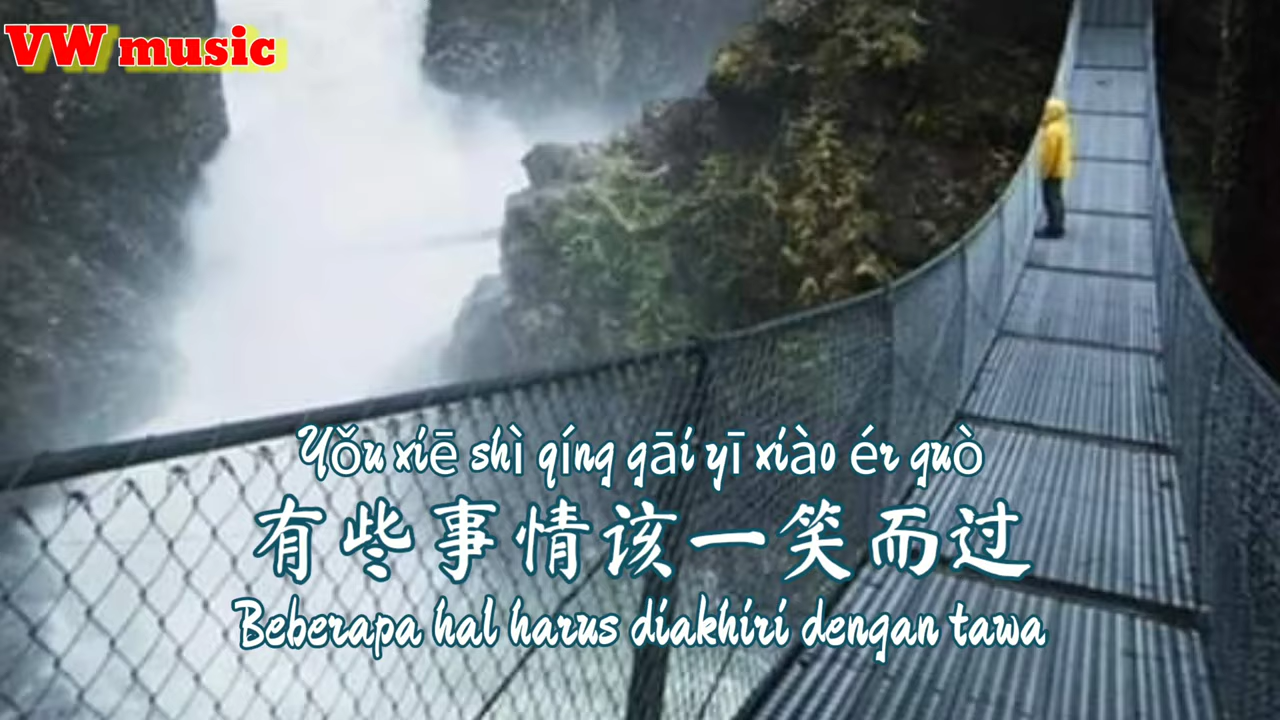 VW music
Yǒu xiē shì qíng gāi yī xiào ér guò
有些事情该一笑而过
Beberapa hal harus diakhiri dengan tawa